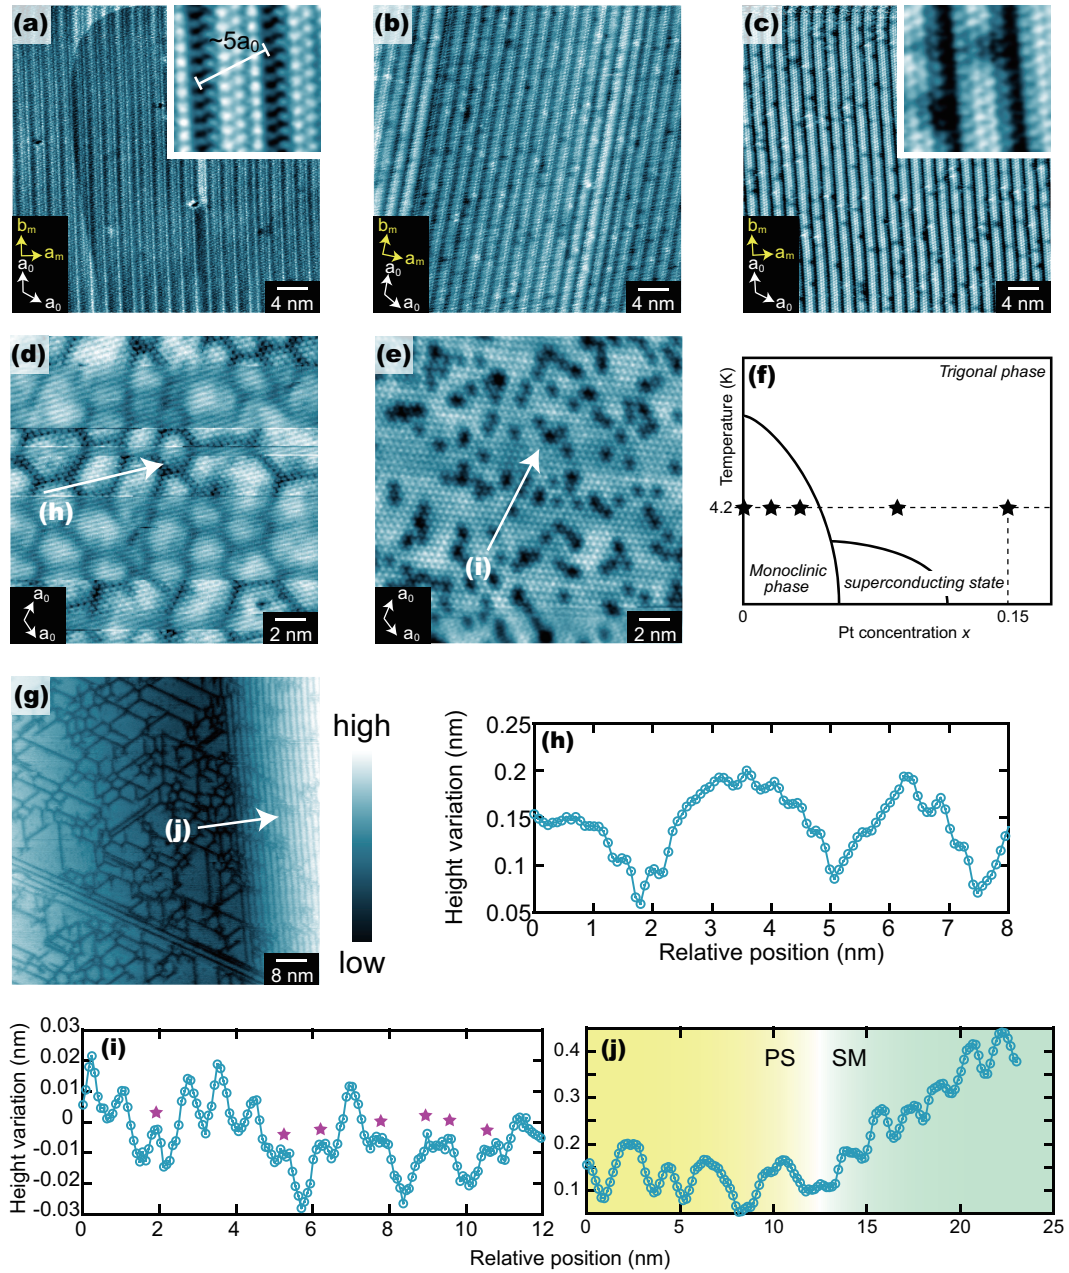 (a)
~5a₀
bₘ
aₘ
a₀
a₀
4 nm
(b)
bₘ
aₘ
a₀
a₀
4 nm
(c)
bₘ
aₘ
a₀
a₀
4 nm
(d)
(h)
a₀
a₀
2 nm
(e)
(i)
a₀
a₀
2 nm
(f)
Trigonal phase
Temperature (K)
4.2
Monoclinic
phase
superconducting state
0
0.15
Pt concentration x
(g)
(j)
8 nm
high
low
(h)
Height variation (nm)
0.25
0.2
0.15
0.1
0.05
0 1 2 3 4 5 6 7 8
Relative position (nm)
(i)
Height variation (nm)
0.03
0.02
0.01
0
-0.01
-0.02
-0.03
0 2 4 6 8 10 12
(j)
PS SM
0.4
0.3
0.2
0.1
0 5 10 15 20 25
Relative position (nm)